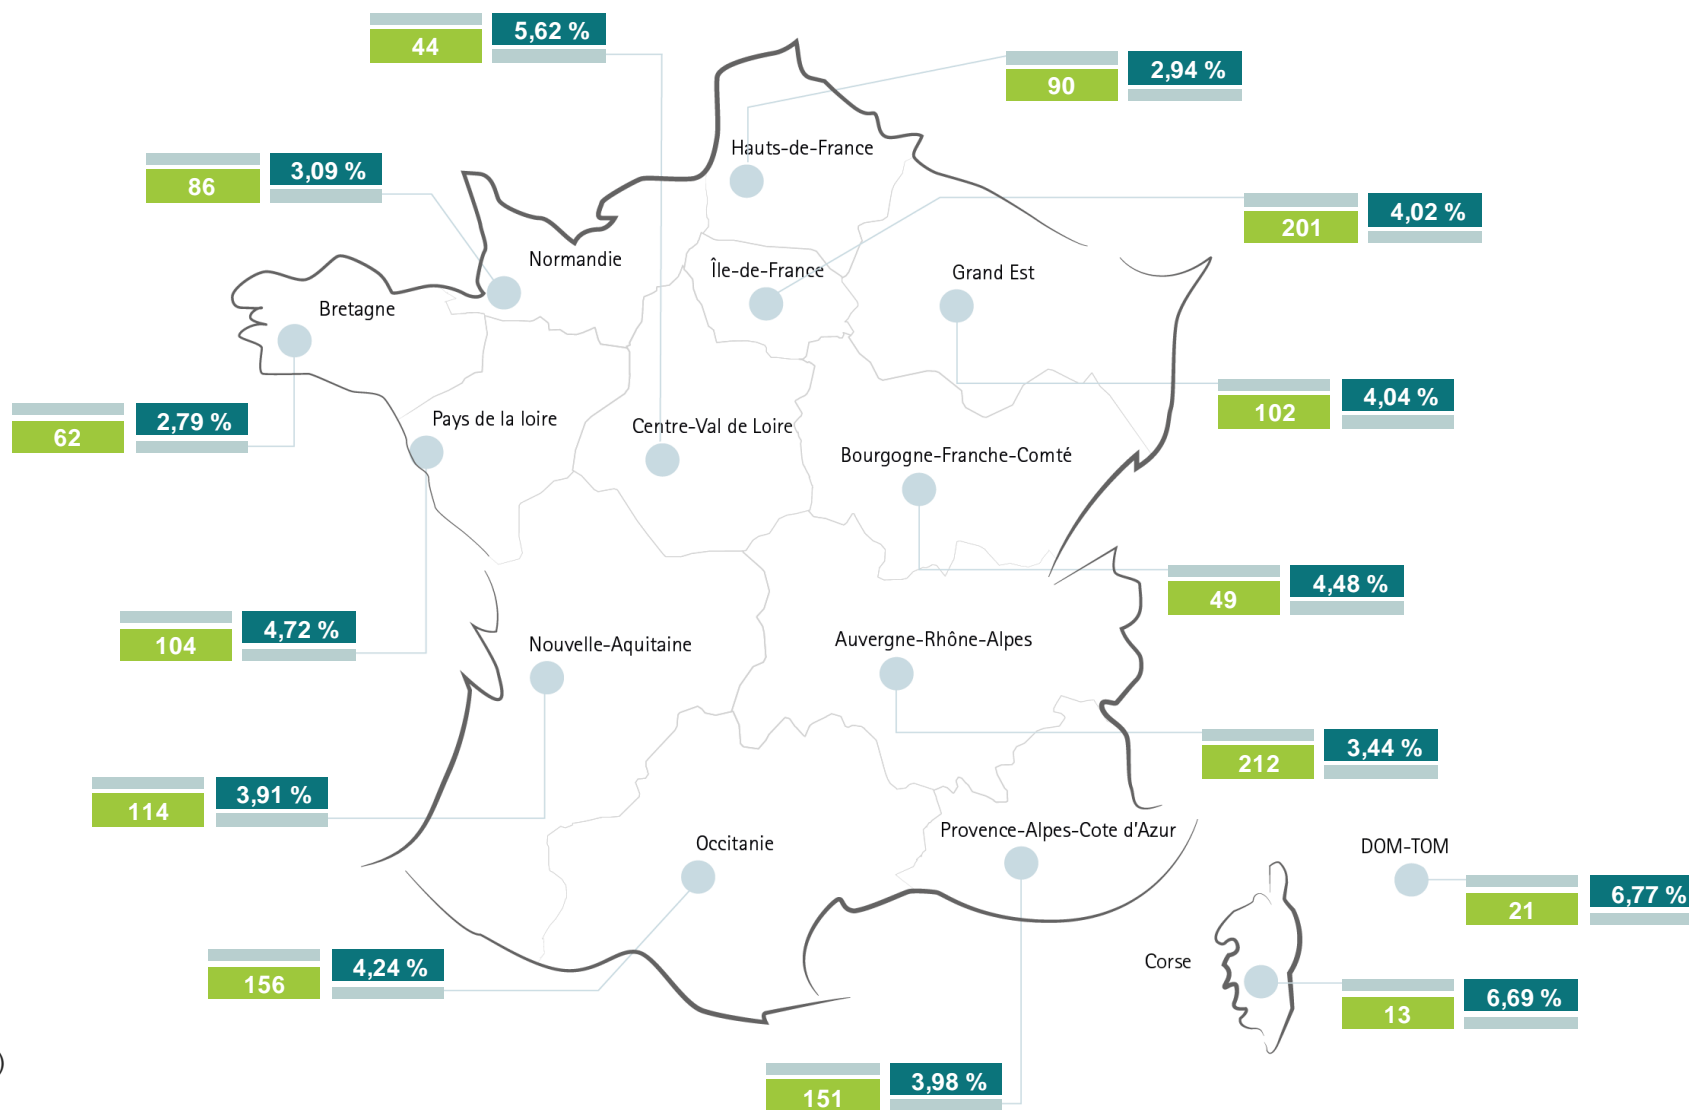 5,62 %
44
2,94 %
90
Hauts-de-France
3,09 %
86
4,02 %
201
Normandie
Île-de-France
Grand Est
Bretagne
4,04 %
102
2,79 %
62
Pays de la loire
Centre-Val de Loire
Bourgogne-Franche-Comté
4,48 %
49
4,72 %
104
Nouvelle-Aquitaine
Auvergne-Rhône-Alpes
3,44 %
212
3,91 %
114
Occitanie
Provence-Alpes-Cote d'Azur
DOM-TOM
6,77 %
21
4,24 %
156
Corse
6,69 %
13
)
3,98 %
151